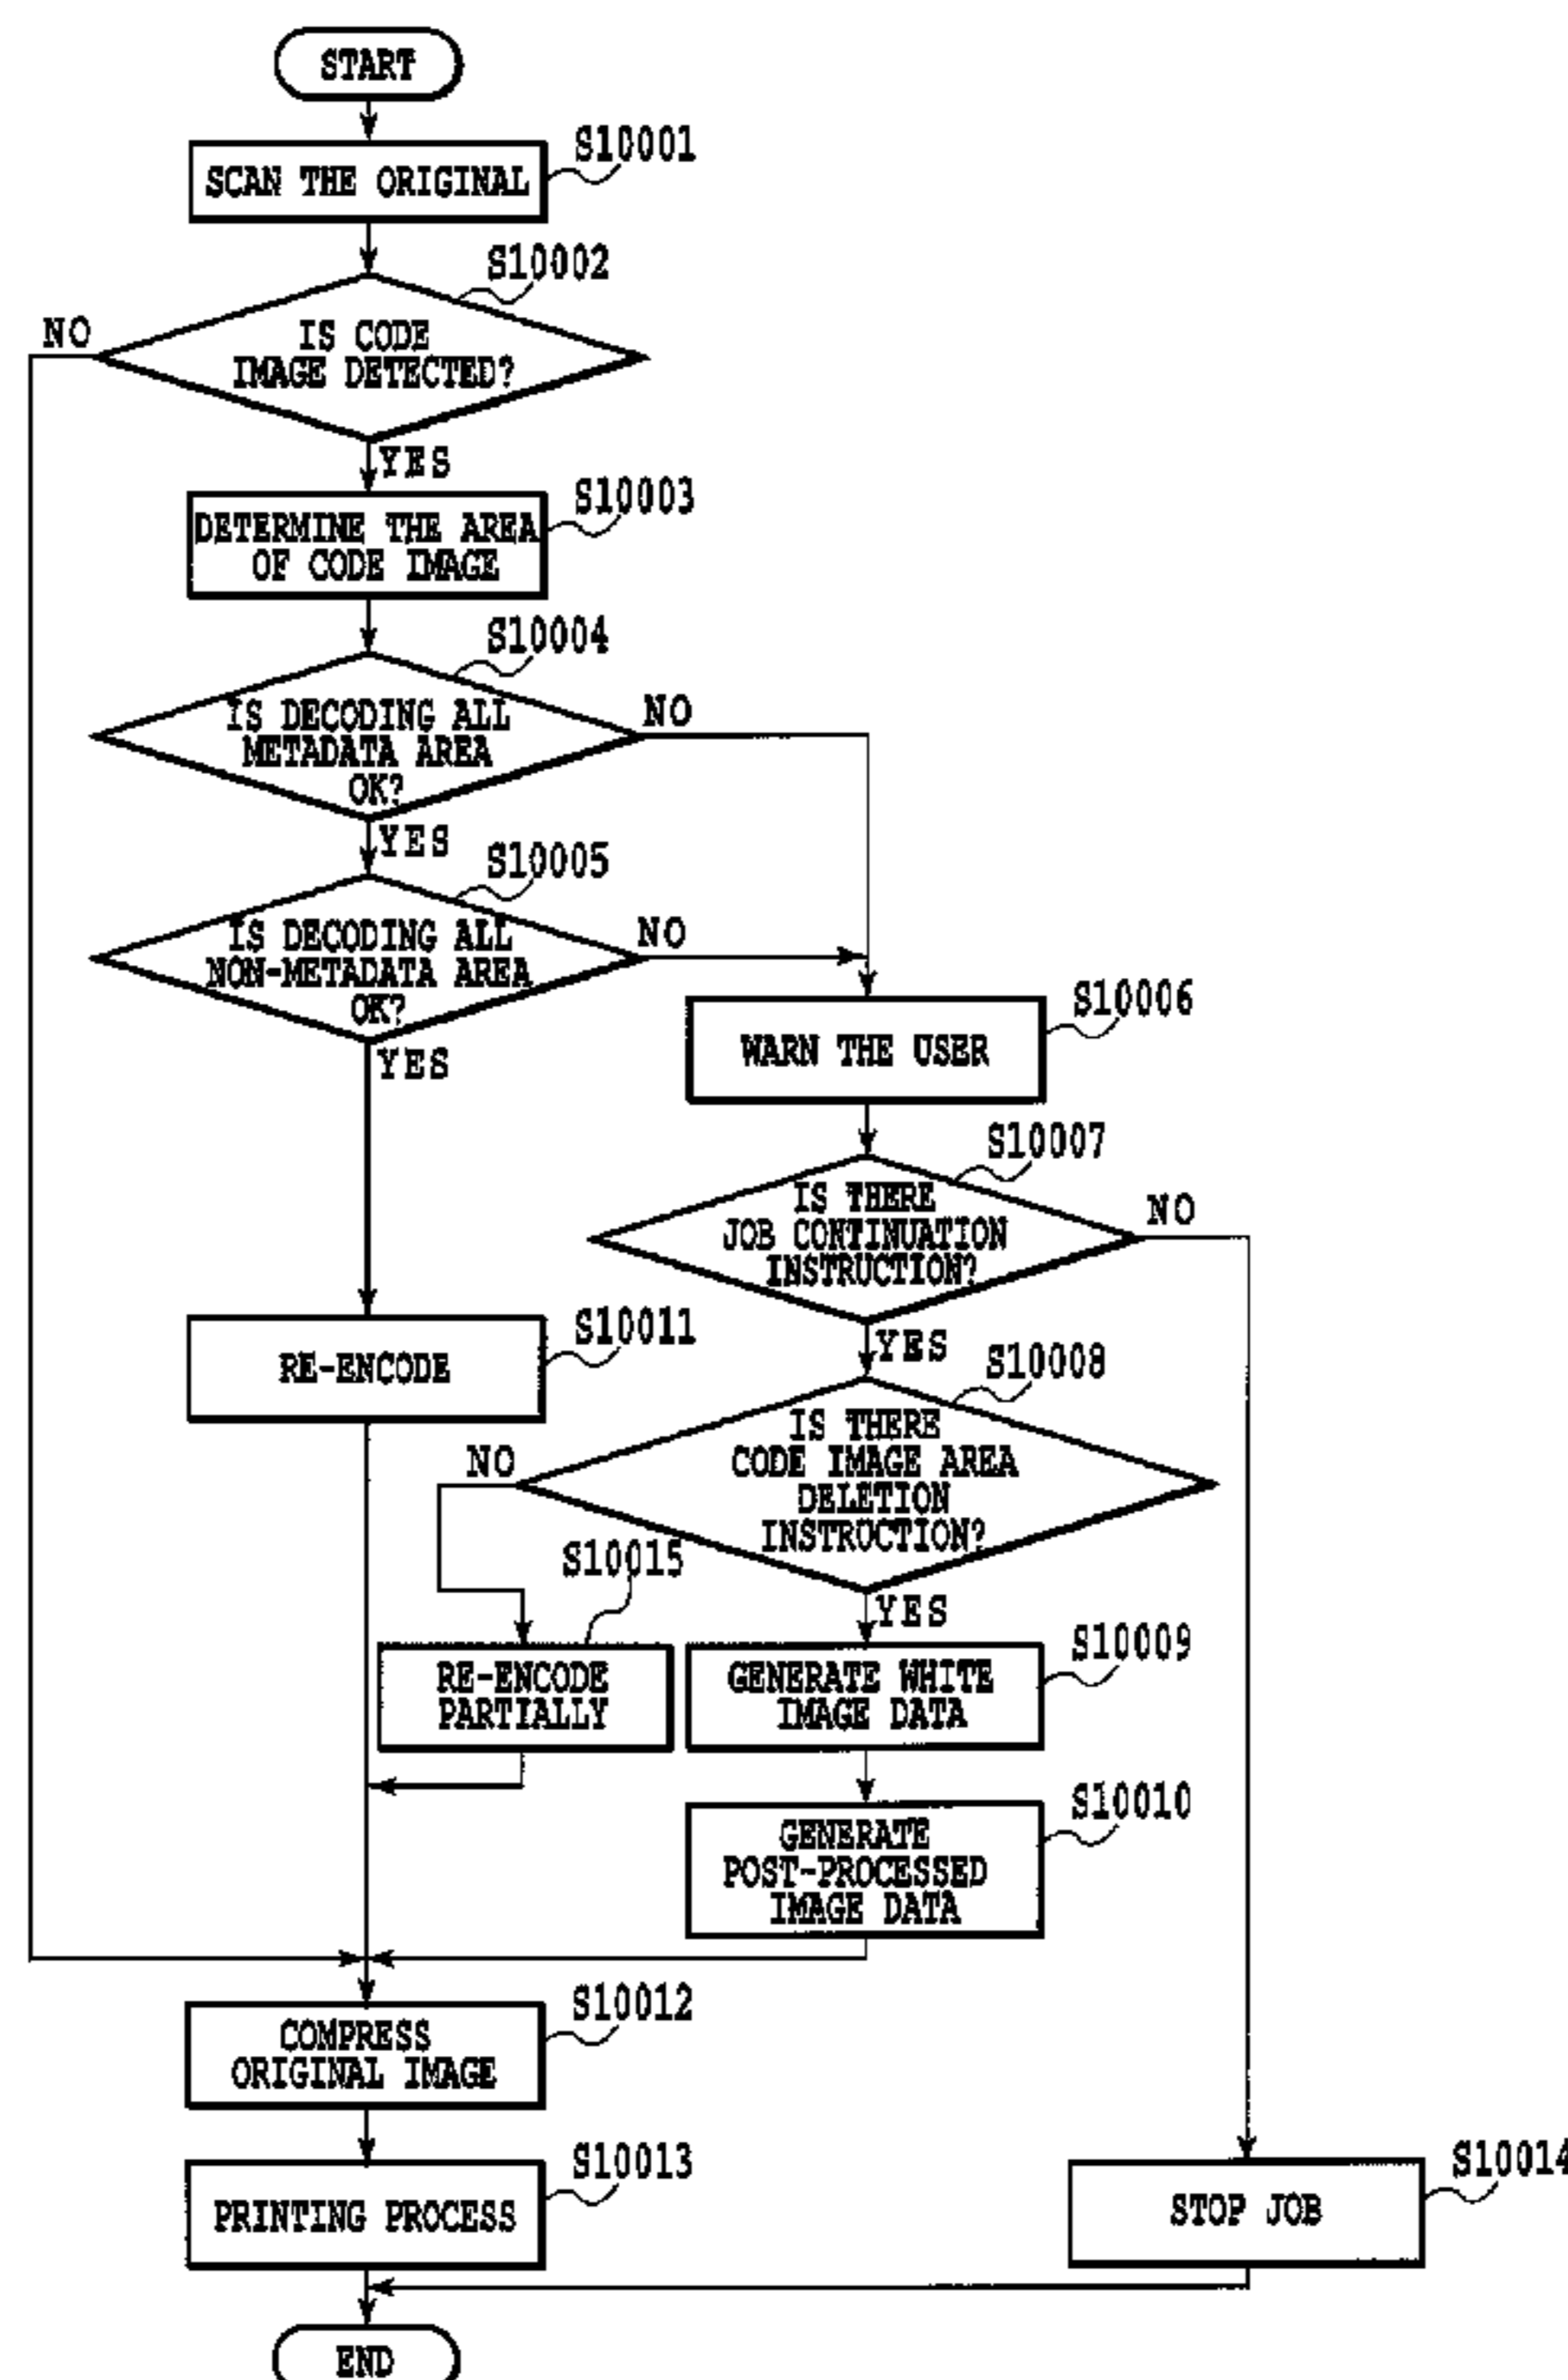 START
S10001
SCAN THE ORIGINAL
S10002
NO
IS CODE
IMAGE DETECTED?
YES
S10003
DETERMINE THE AREA
OF CODE IMAGE
S10004
IS DECODING ALL
METADATA AREA
OK?
NO
YES
S10005
IS DECODING ALL
NON-METADATA AREA
OK?
NO
YES
S10006
WARN THE USER
S10007
IS THERE
JOB CONTINUATION
INSTRUCTION?
NO
YES
S10011
RE-ENCODE
S10008
IS THERE
CODE IMAGE AREA
DELETION
INSTRUCTION?
NO
YES
S10015
RE-ENCODE
PARTIALLY
S10009
GENERATE WHITE
IMAGE DATA
S10010
GENERATE
POST-PROCESSED
IMAGE DATA
S10012
COMPRESS
ORIGINAL IMAGE
S10013
PRINTING PROCESS
S10014
STOP JOB
END